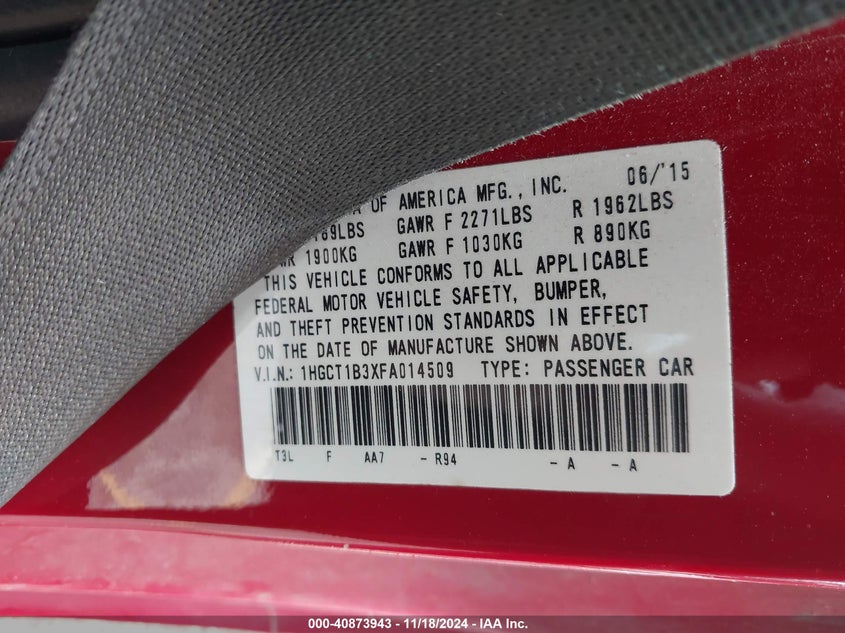 OF AMERICA MFG., INC. 06/'15
GAWR F 2271LBS R 1962LBS
1900KG GAWR F 1030KG R 890KG
THIS VEHICLE CONFORMS TO ALL APPLICABLE
FEDERAL MOTOR VEHICLE SAFETY, BUMPER,
AND THEFT PREVENTION STANDARDS IN EFFECT
ON THE DATE OF MANUFACTURE SHOWN ABOVE.
V.I.N.: 1HGCT1B3XFA014509 TYPE: PASSENGER CAR
T3L F AA7 - R94 - A - A
000-40873943 - 11/18/2024 - IAA Inc.